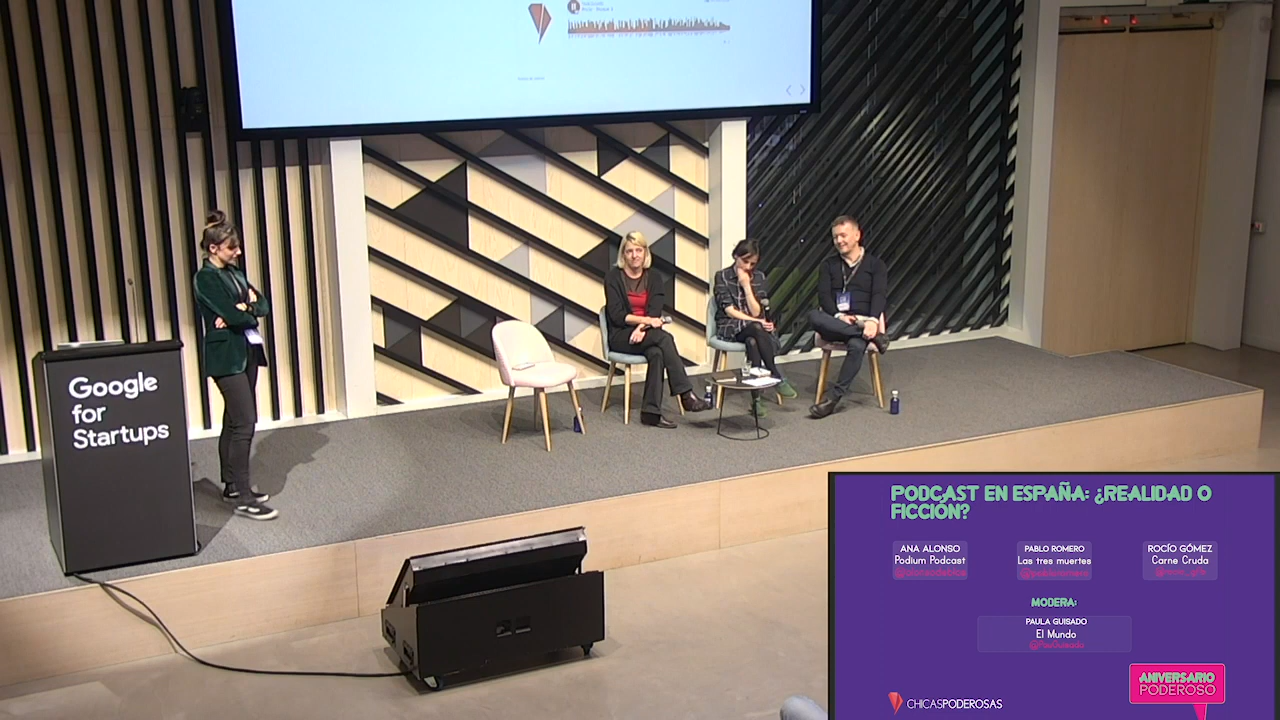 Google
for
Startups
PODCAST EN ESPAÑA: ¿REALIDAD O
FICCIÓN?
ANA ALONSO
Podium Podcast
PABLO ROMERO
Las tres muertes
ROCÍO GÓMEZ
Carne Cruda
MODERA:
PAULA GUISADO
El Mundo
ANIVERSARIO
PODEROSO
CHICASPODEROSAS